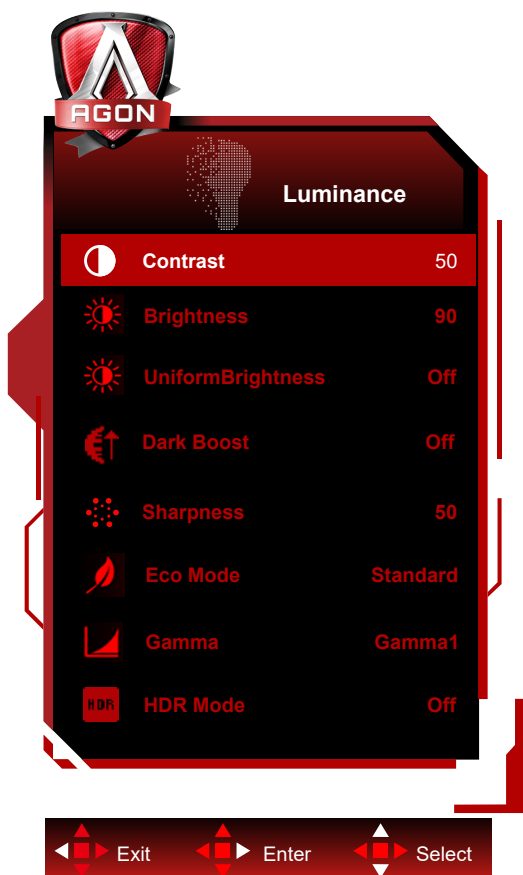 AGON
Luminance
Contrast 50
Brightness 90
UniformBrightness Off
Dark Boost Off
Sharpness 50
Eco Mode Standard
Gamma Gamma1
HDR HDR Mode Off
Exit Enter Select